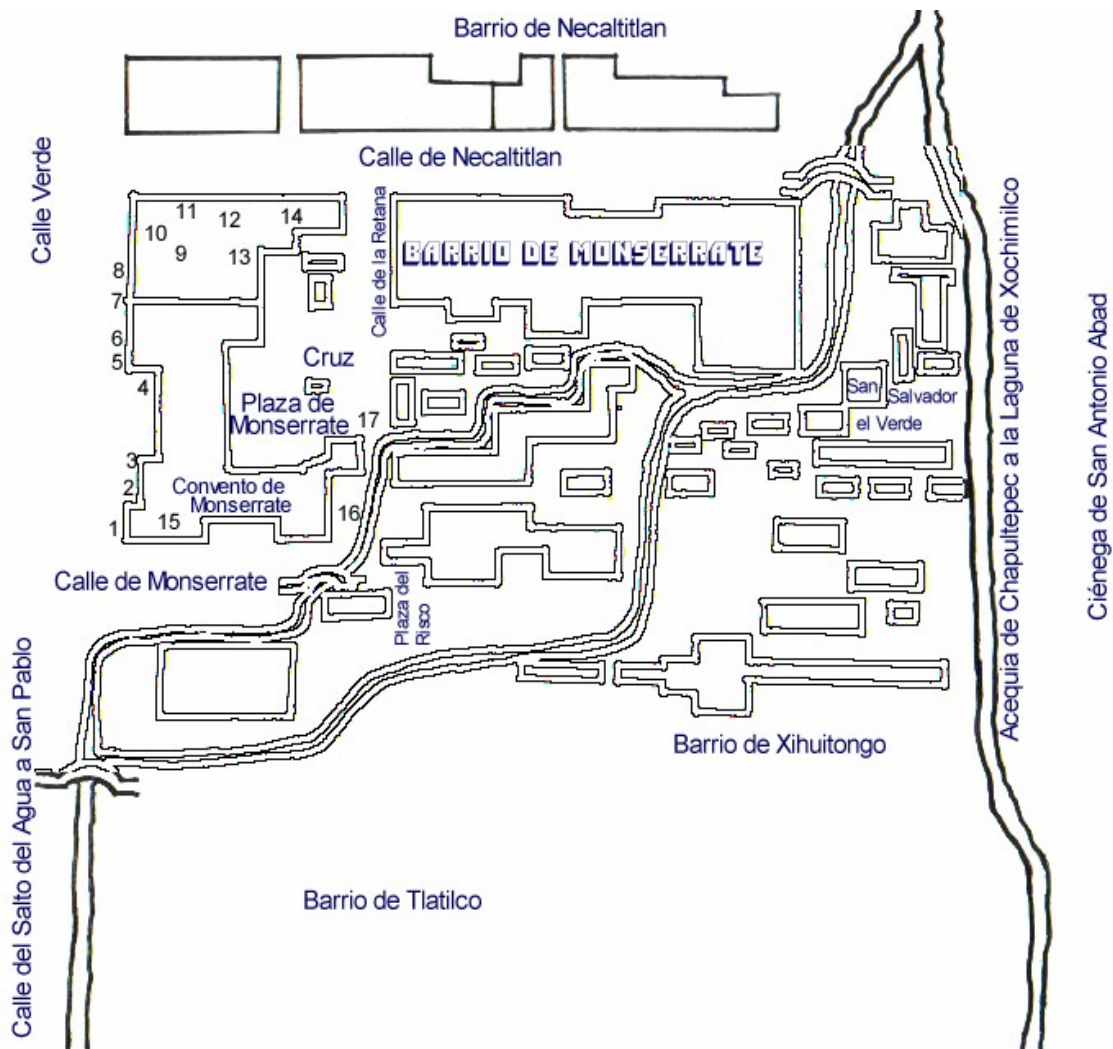 Barrio de Necaltitlan
Calle de Necaltitlan
Calle Verde
11
12
14
10
9
13
8
7
6
5
4
3
2
1
15
Calle de la Retana
BARRIO DE MONSERRATE
Cruz
Plaza de
Monserrate
17
Convento de
Monserrate
16
San
Salvador
el Verde
Calle de Monserrate
Plaza del
Risco
Barrio de Xihuitongo
Barrio de Tlatilco
Calle del Salto del Agua a San Pablo
Acequia de Chapultepec a la Laguna de Xochimilco
Ciénega de San Antonio Abad